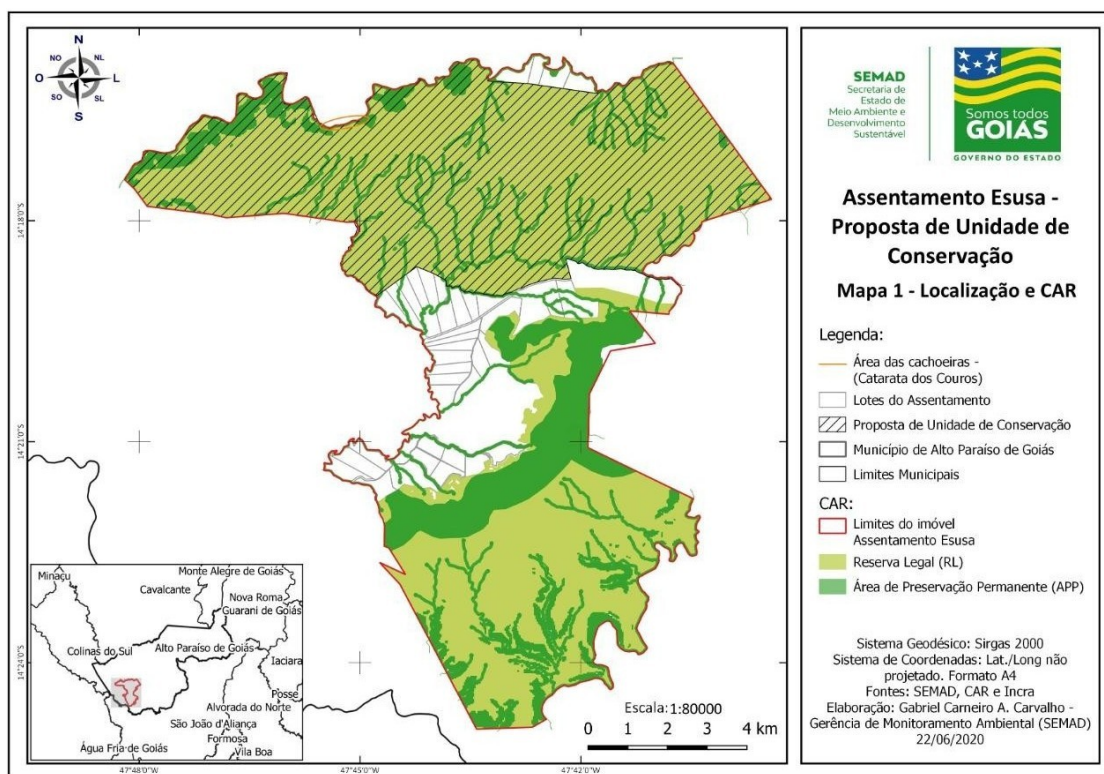 N
NO
NL
O
L
SO
SL
S
14°18'0"S
14°21'0"S
14°24'0"S
47°48'0"O
47°45'0"O
47°42'0"O
Minaçu
Monte Alegre de Goiás
Cavalcante
Nova Roma
Guarani de Goiás
Colinas do Sul
Alto Paraíso de Goiás
Iaciara
Posse
Alvorada do Norte
São João d'Aliança
Formosa
Vila Boa
Água Fria de Goiás
Escala: 1:80000
0 1 2 3 4 km
SEMAD
Secretaria de
Estado de
Meio Ambiente e
Desenvolvimento
Sustentável
Somos todos
GOIÁS
GOVERNO DO ESTADO
Assentamento Esusa -
Proposta de Unidade de
Conservação
Mapa 1 - Localização e CAR
Legenda:
Área das cachoeiras -
(Catarata dos Couros)
Lotes do Assentamento
Proposta de Unidade de Conservação
Município de Alto Paraíso de Goiás
Limites Municipais
CAR:
Limites do imóvel
Assentamento Esusa
Reserva Legal (RL)
Área de Preservação Permanente (APP)
Sistema Geodésico: Sirgas 2000
Sistema de Coordenadas: Lat./Long não
projetado. Formato A4
Fontes: SEMAD, CAR e Incra
Elaboração: Gabriel Carneiro A. Carvalho -
Gerência de Monitoramento Ambiental (SEMAD)
22/06/2020